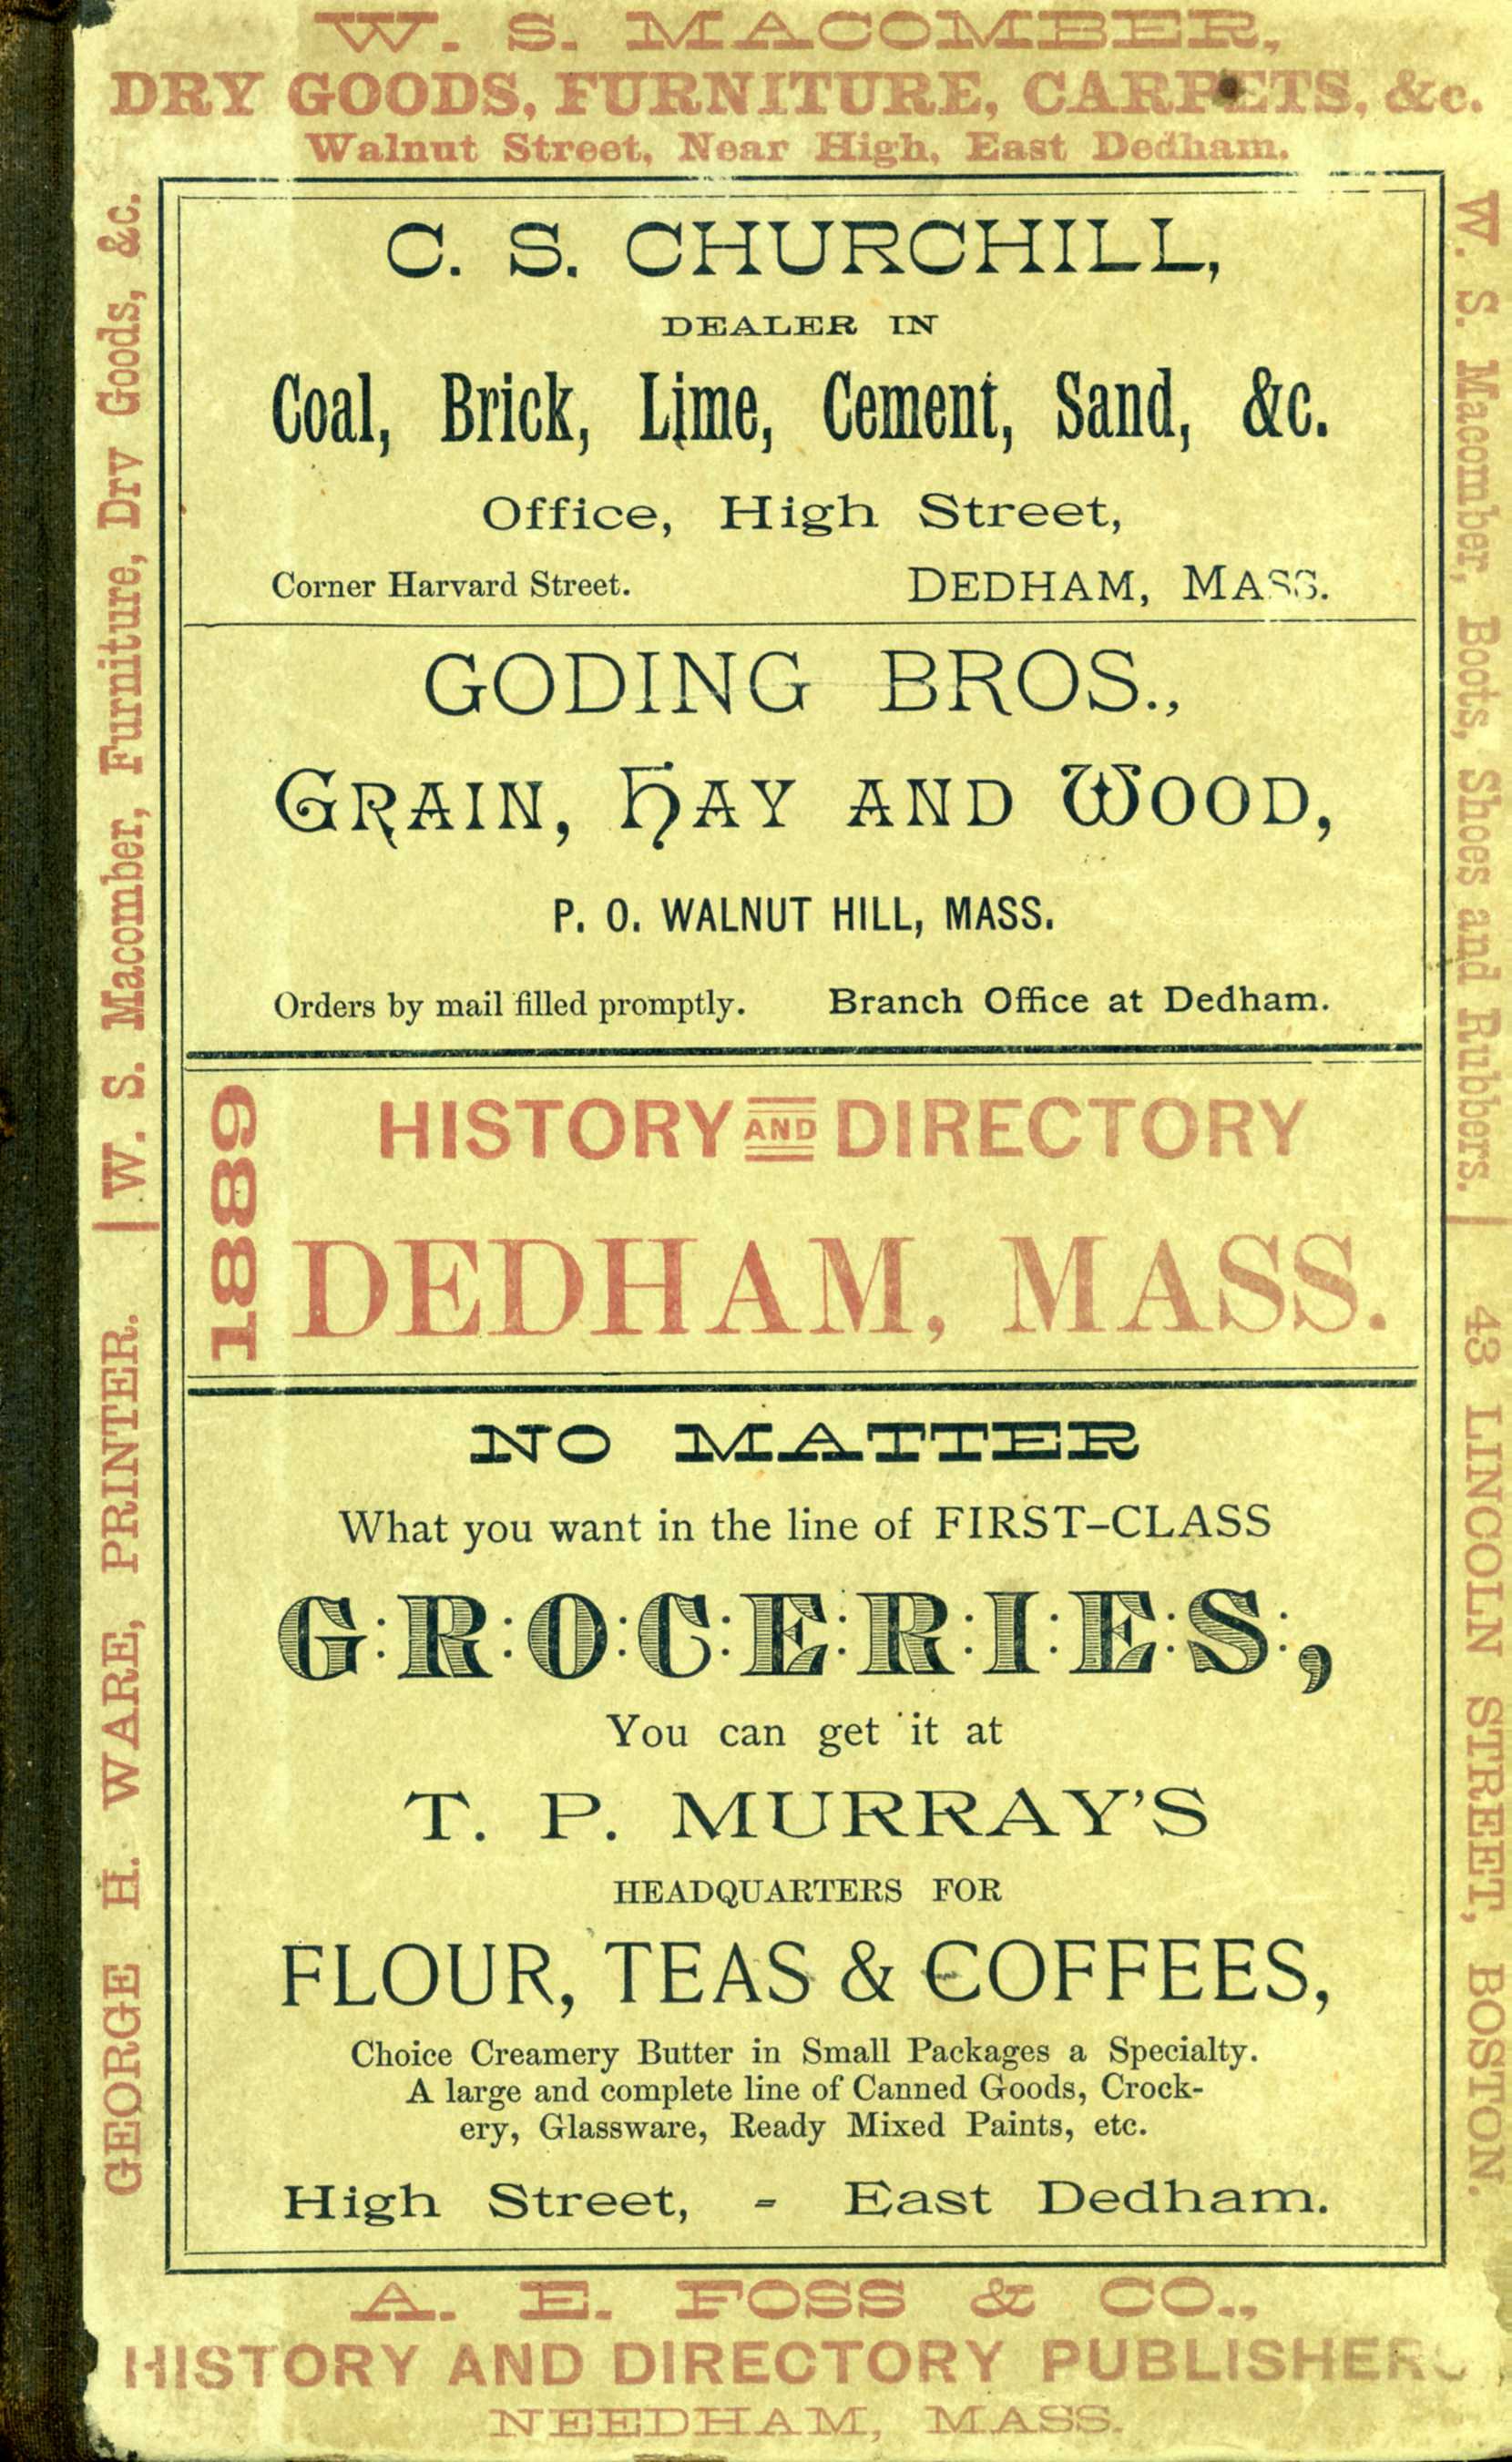 W. S. MACOMBER,
DRY GOODS, FURNITURE, CARPETS, &c.
Walnut Street, Near High, East Dedham.
W. S. Macomber, Furniture, Dry Goods, &c.
GEORGE H. WARE, PRINTER.
C. S. CHURCHILL,
DEALER IN
Coal, Brick, Lime, Cement, Sand, &c.
Office, High Street,
Corner Harvard Street. DEDHAM, MASS.
GODING BROS.,
GRAIN, HAY AND WOOD,
P. O. WALNUT HILL, MASS.
Orders by mail filled promptly. Branch Office at Dedham.
1889
HISTORY AND DIRECTORY
DEDHAM, MASS.
NO MATTER
What you want in the line of FIRST-CLASS
G:R:O:C:E:R:I:E:S:,
You can get it at
T. P. MURRAY'S
HEADQUARTERS FOR
FLOUR, TEAS & COFFEES,
Choice Creamery Butter in Small Packages a Specialty.
A large and complete line of Canned Goods, Crock-
ery, Glassware, Ready Mixed Paints, etc.
High Street, - East Dedham.
W. S. Macomber, Boots, Shoes and Rubbers.
43 LINCOLN STREET, BOSTON.
A. E. FOSS & CO.,
HISTORY AND DIRECTORY PUBLISHERS
NEEDHAM, MASS.